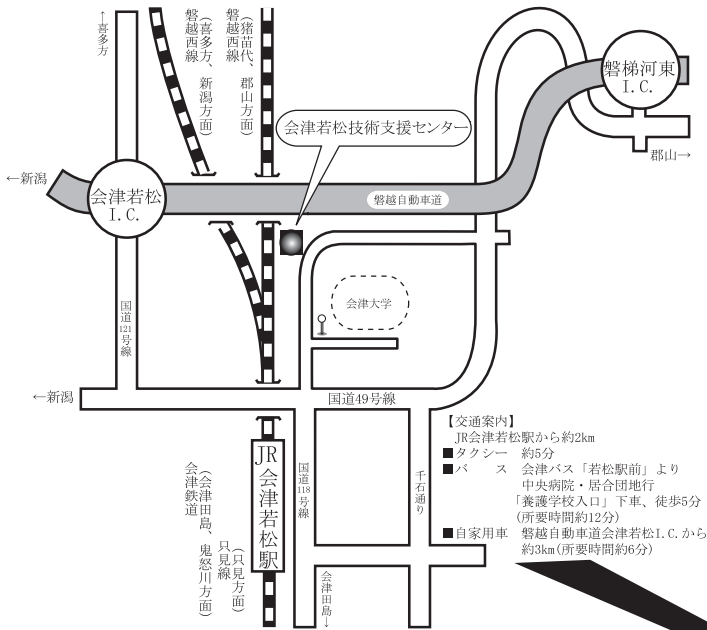 ←喜多方
(喜多方、新潟方面)
磐越西線
(猪苗代、郡山方面)
磐越西線
磐梯河東
I.C.
会津若松技術支援センター
郡山→
←新潟
会津若松
I.C.
磐越自動車道
会津大学
国道121号線
←新潟
国道49号線
JR会津若松駅
国道118号線
千石通り
(会津田島、鬼怒川方面)
会津鉄道
(只見方面)
只見線
会津田島→
【交通案内】
JR会津若松駅から約2km
■タクシー 約5分
■バ　ス 会津バス「若松駅前」より
中央病院・居合団地行
「養護学校入口」下車、徒歩5分
(所要時間約12分)
■自家用車 磐越自動車道会津若松I.C.から
約3km(所要時間約6分)